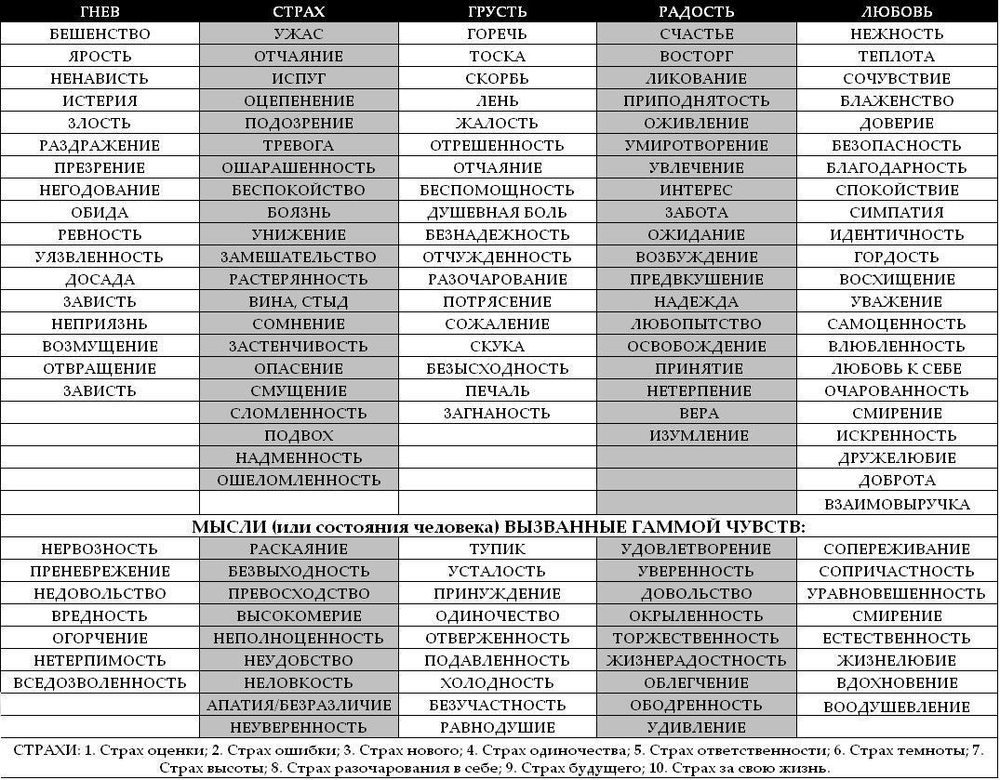 ГНЕВ СТРАХ ГРУСТЬ РАДОСТЬ ЛЮБОВЬ
БЕШЕНСТВО УЖАС ГОРЕЧЬ СЧАСТЬЕ НЕЖНОСТЬ
ЯРОСТЬ ОТЧАЯНИЕ ТОСКА ВОСТОРГ ТЕПЛОТА
НЕНАВИСТЬ ИСПУГ СКОРБЬ ЛИКОВАНИЕ СОЧУВСТВИЕ
ИСТЕРИЯ ОЦЕПЕНЕНИЕ ЛЕНЬ ПРИПОДНЯТОСТЬ БЛАЖЕНСТВО
ЗЛОСТЬ ПОДОЗРЕНИЕ ЖАЛОСТЬ ОЖИВЛЕНИЕ ДОВЕРИЕ
РАЗДРАЖЕНИЕ ТРЕВОГА ОТРЕШЕННОСТЬ УМИРОТВОРЕНИЕ БЕЗОПАСНОСТЬ
ПРЕЗРЕНИЕ ОШАРАШЕННОСТЬ ОТЧАЯНИЕ УВЛЕЧЕНИЕ БЛАГОДАРНОСТЬ
НЕГОДОВАНИЕ БЕСПОКОЙСТВО БЕСПОМОЩНОСТЬ ИНТЕРЕС СПОКОЙСТВИЕ
ОБИДА БОЯЗНЬ ДУШЕВНАЯ БОЛЬ ЗАБОТА СИМПАТИЯ
РЕВНОСТЬ УНИЖЕНИЕ БЕЗНАДЕЖНОСТЬ ОЖИДАНИЕ ИДЕНТИЧНОСТЬ
УЯЗВЛЕННОСТЬ ЗАМЕШАТЕЛЬСТВО ОТЧУЖДЕННОСТЬ ВОЗБУЖДЕНИЕ ГОРДОСТЬ
ДОСАДА РАСТЕРЯННОСТЬ РАЗОЧАРОВАНИЕ ПРЕДВКУШЕНИЕ ВОСХИЩЕНИЕ
ЗАВИСТЬ ВИНА, СТЫД ПОТРЯСЕНИЕ НАДЕЖДА УВАЖЕНИЕ
НЕПРИЯЗНЬ СОМНЕНИЕ СОЖАЛЕНИЕ ЛЮБОПЫТСТВО САМОЦЕННОСТЬ
ВОЗМУЩЕНИЕ ЗАСТЕНЧИВОСТЬ СКУКА ОСВОБОЖДЕНИЕ ВЛЮБЛЕННОСТЬ
ОТВРАЩЕНИЕ ОПАСЕНИЕ БЕЗЫСХОДНОСТЬ ПРИНЯТИЕ ЛЮБОВЬ К СЕБЕ
ЗАВИСТЬ СМУЩЕНИЕ ПЕЧАЛЬ НЕТЕРПЕНИЕ ОЧАРОВАННОСТЬ
СЛОМЛЕННОСТЬ ЗАГНАНОСТЬ ВЕРА СМИРЕНИЕ
ПОДВОХ ИЗУМЛЕНИЕ ИСКРЕННОСТЬ
НАДМЕННОСТЬ ДРУЖЕЛЮБИЕ
ОШЕЛОМЛЕННОСТЬ ДОБРОТА
ВЗАИМОВЫРУЧКА
МЫСЛИ (или состояния человека) ВЫЗВАННЫЕ ГАММОЙ ЧУВСТВ:
НЕРВОЗНОСТЬ РАСКАЯНИЕ ТУПИК УДОВЛЕТВОРЕНИЕ СОПЕРЕЖИВАНИЕ
ПРЕНЕБРЕЖЕНИЕ БЕЗВЫХОДНОСТЬ УСТАЛОСТЬ УВЕРЕННОСТЬ СОПРИЧАСТНОСТЬ
НЕДОВОЛЬСТВО ПРЕВОСХОДСТВО ПРИНУЖДЕНИЕ ДОВОЛЬСТВО УРАВНОВЕШЕННОСТЬ
ВРЕДНОСТЬ ВЫСОКОМЕРИЕ ОДИНОЧЕСТВО ОКРЫЛЕННОСТЬ СМИРЕНИЕ
ОГОРЧЕНИЕ НЕПОЛНОЦЕННОСТЬ ОТВЕРЖЕННОСТЬ ТОРЖЕСТВЕННОСТЬ ЕСТЕСТВЕННОСТЬ
НЕТЕРПИМОСТЬ НЕУДОБСТВО ПОДАВЛЕННОСТЬ ЖИЗНЕРАДОСТНОСТЬ ЖИЗНЕЛЮБИЕ
ВСЕДОЗВОЛЕННОСТЬ НЕЛОВКОСТЬ ХОЛОДНОСТЬ ОБЛЕГЧЕНИЕ ВДОХНОВЕНИЕ
АПАТИЯ/БЕЗРАЗЛИЧИЕ БЕЗУЧАСТНОСТЬ ОБОДРЕННОСТЬ ВООДУШЕВЛЕНИЕ
НЕУВЕРЕННОСТЬ РАВНОДУШИЕ УДИВЛЕНИЕ
СТРАХИ: 1. Страх оценки; 2. Страх ошибки; 3. Страх нового; 4. Страх одиночества; 5. Страх ответственности; 6. Страх темноты; 7.
Страх высоты; 8. Страх разочарования в себе; 9. Страх будущего; 10. Страх за свою жизнь.